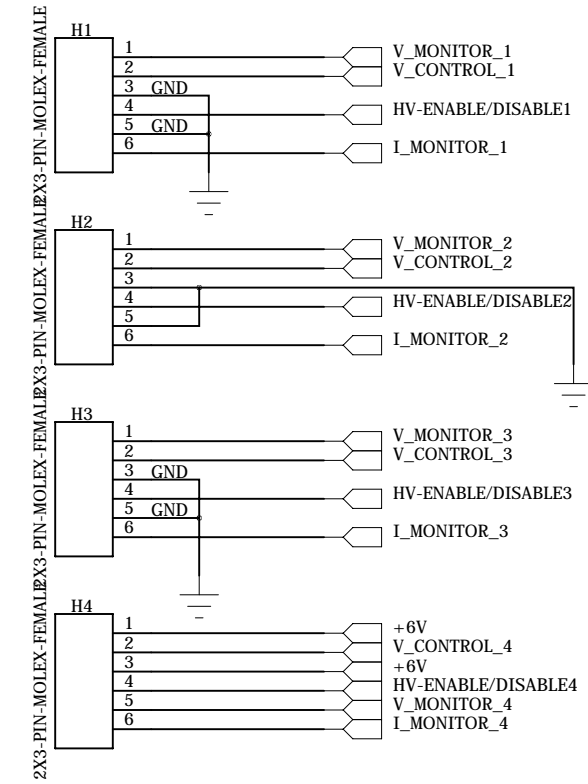 H1
2X3-PIN-MOLEX-FEMALE
1
V_MONITOR_1
2
V_CONTROL_1
3 GND
4
HV-ENABLE/DISABLE1
5 GND
6
I_MONITOR_1
H2
2X3-PIN-MOLEX-FEMALE
1
V_MONITOR_2
2
V_CONTROL_2
3
4
HV-ENABLE/DISABLE2
5
6
I_MONITOR_2
H3
2X3-PIN-MOLEX-FEMALE
1
V_MONITOR_3
2
V_CONTROL_3
3 GND
4
HV-ENABLE/DISABLE3
5 GND
6
I_MONITOR_3
H4
2X3-PIN-MOLEX-FEMALE
1
+6V
2
V_CONTROL_4
3
+6V
4
HV-ENABLE/DISABLE4
5
V_MONITOR_4
6
I_MONITOR_4